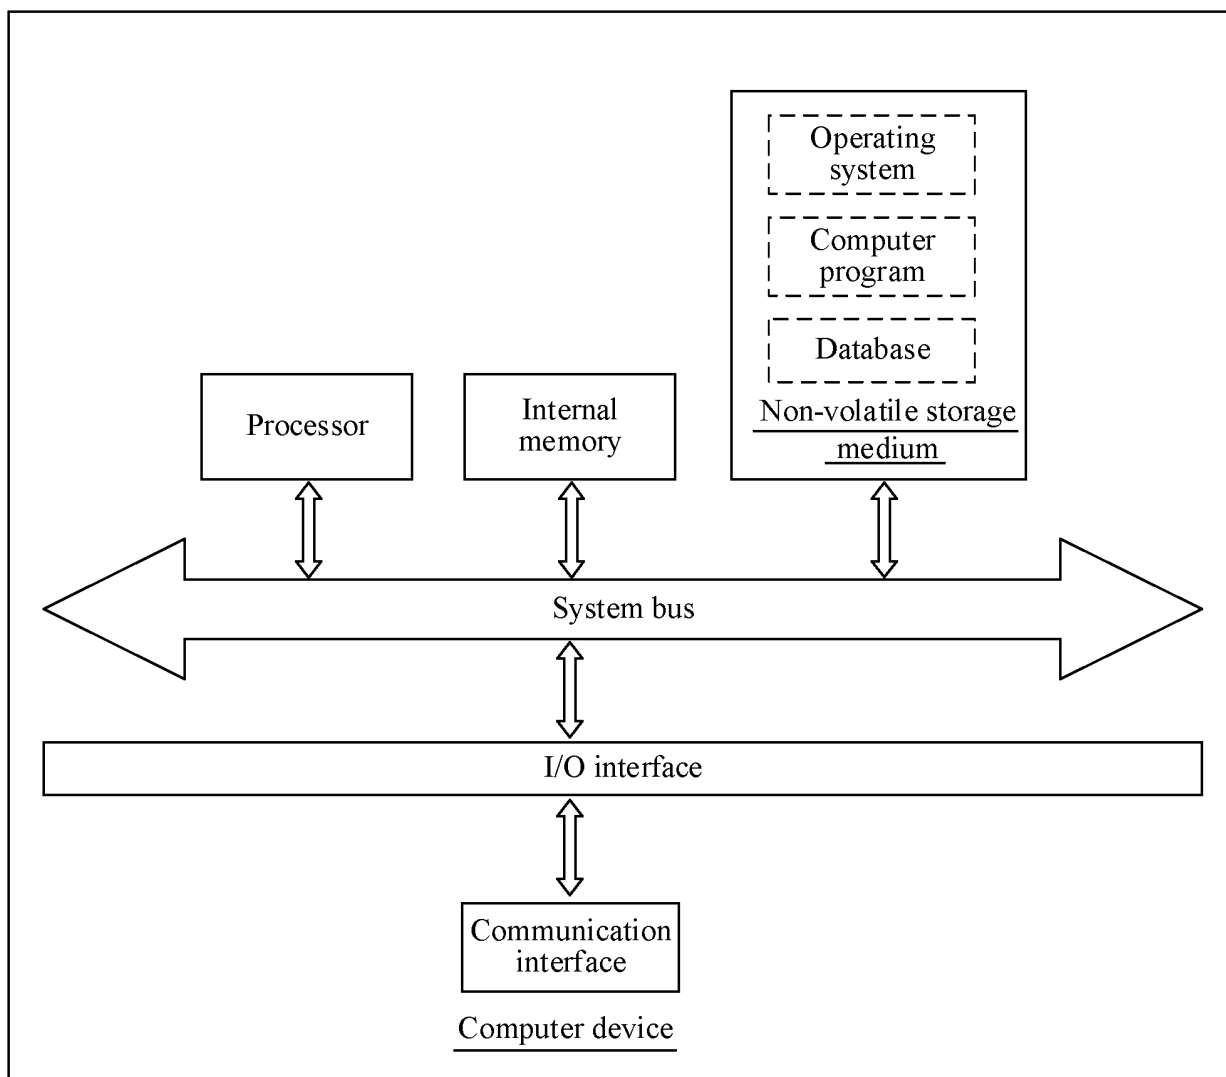 Operating
system
Computer
program
Database
Non-volatile storage
medium
Processor
Internal
memory
System bus
I/O interface
Communication
interface
Computer device